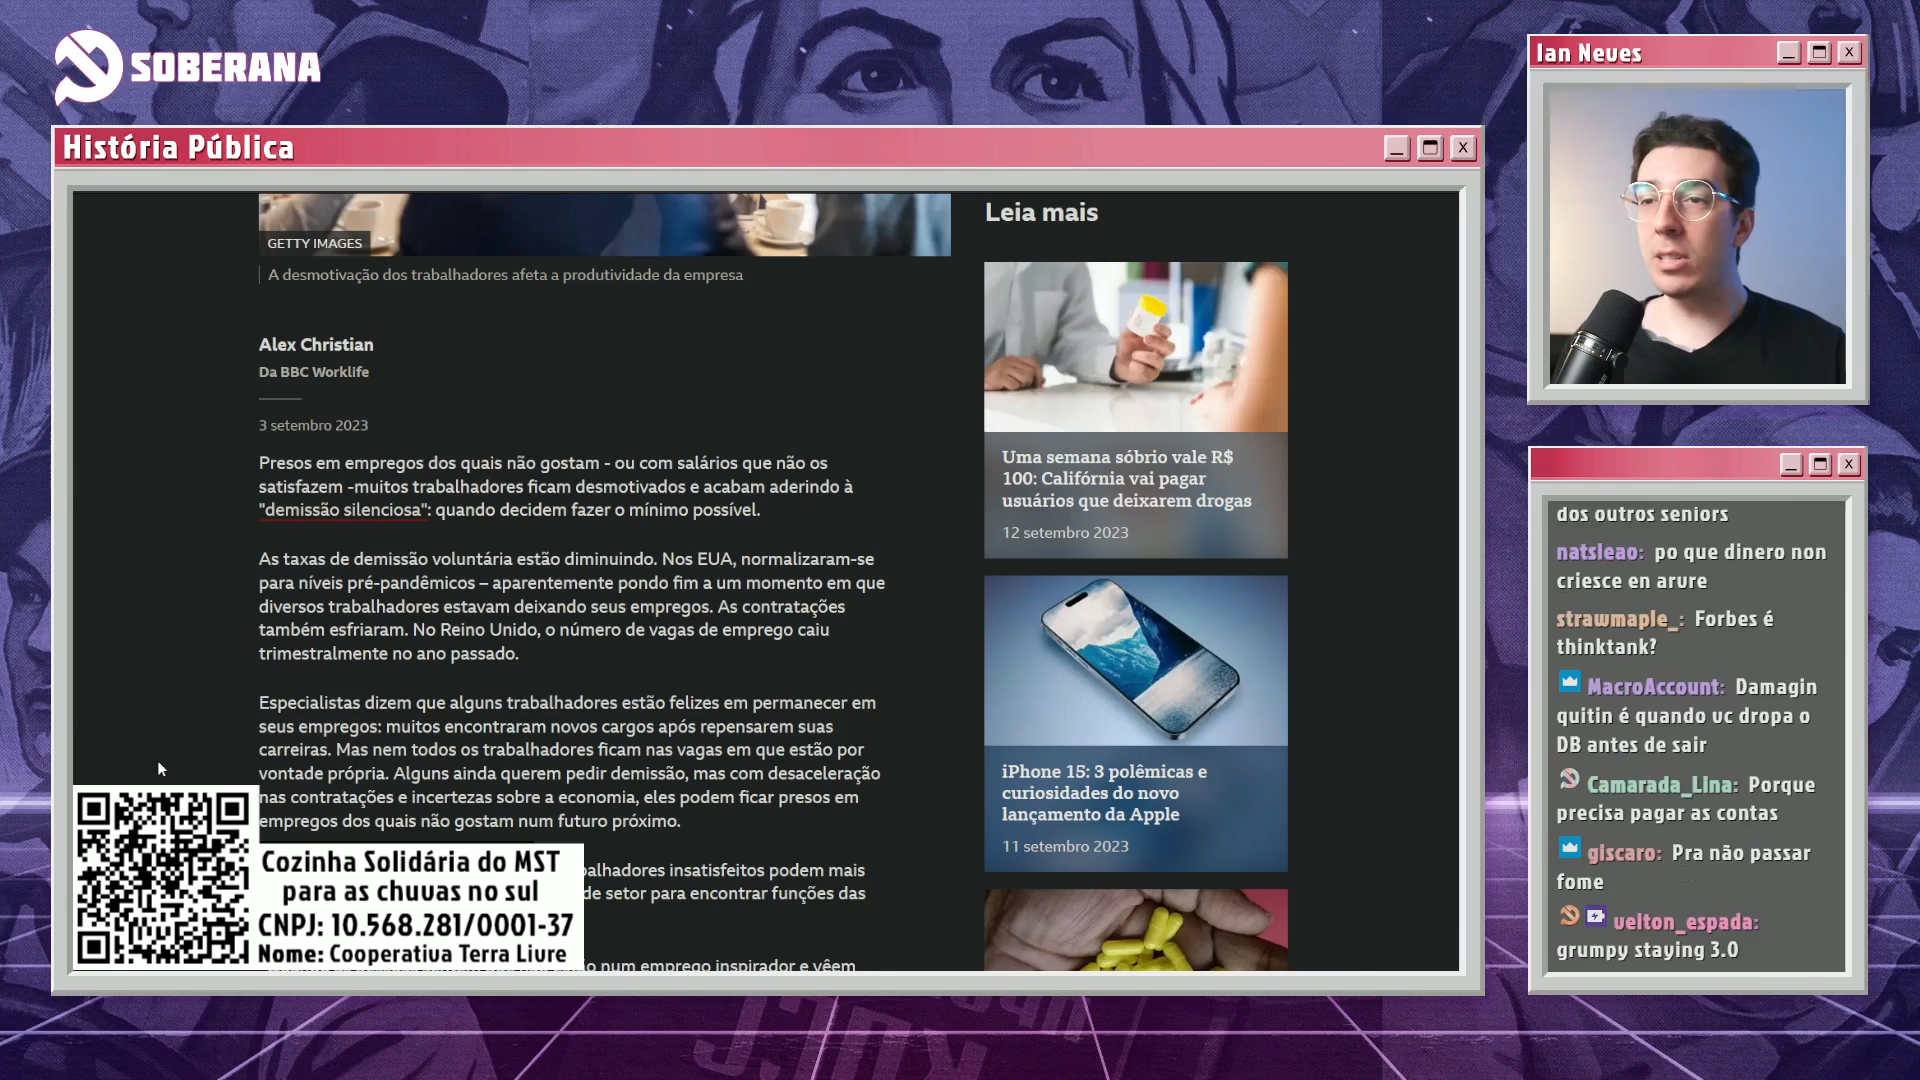 SOBERANA
História Pública
GETTY IMAGES
A desmotivação dos trabalhadores afeta a produtividade da empresa
Alex Christian
Da BBC Worklife
3 setembro 2023
Presos em empregos dos quais não gostam - ou com salários que não os
satisfazem -muitos trabalhadores ficam desmotivados e acabam aderindo à
"demissão silenciosa": quando decidem fazer o mínimo possível.
As taxas de demissão voluntária estão diminuindo. Nos EUA, normalizaram-se
para níveis pré-pandêmicos – aparentemente pondo fim a um momento em que
diversos trabalhadores estavam deixando seus empregos. As contratações
também esfriaram. No Reino Unido, o número de vagas de emprego caiu
trimestralmente no ano passado.
Especialistas dizem que alguns trabalhadores estão felizes em permanecer em
seus empregos: muitos encontraram novos cargos após repensarem suas
carreiras. Mas nem todos os trabalhadores ficam nas vagas em que estão por
vontade própria. Alguns ainda querem pedir demissão, mas com desaceleração
nas contratações e incertezas sobre a economia, eles podem ficar presos em
empregos dos quais não gostam num futuro próximo.
balhadores insatisfeitos podem mais
de setor para encontrar funções das
num emprego inspirador e vêem
Cozinha Solidária do MST
para as chuvas no sul
CNPJ: 10.568.281/0001-37
Nome: Cooperativa Terra Livre
Leia mais
Uma semana sóbrio vale R$
100: Califórnia vai pagar
usuários que deixarem drogas
12 setembro 2023
iPhone 15: 3 polêmicas e
curiosidades do novo
lançamento da Apple
11 setembro 2023
Ian Neves
dos outros seniors
natsleao: po que dinero non
criesce en arvre
strawmaple_: Forbes é
thinktank?
MacroAccount: Damagin
quitin é quando vc dropa o
DB antes de sair
Camarada_Lina: Porque
precisa pagar as contas
glscaro: Pra não passar
fome
velton_espada:
grumpy staying 3.0